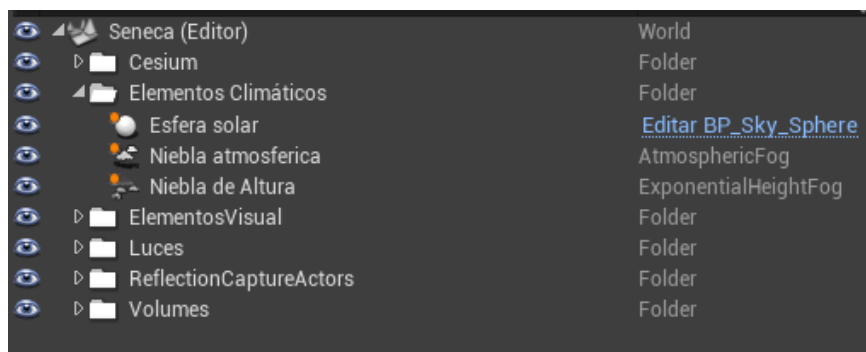 Seneca (Editor) World
Cesium Folder
Elementos Climáticos Folder
Esfera solar Editar BP_Sky_Sphere
Niebla atmosferica AtmosphericFog
Niebla de Altura ExponentialHeightFog
ElementosVisual Folder
Luces Folder
ReflectionCaptureActors Folder
Volumes Folder